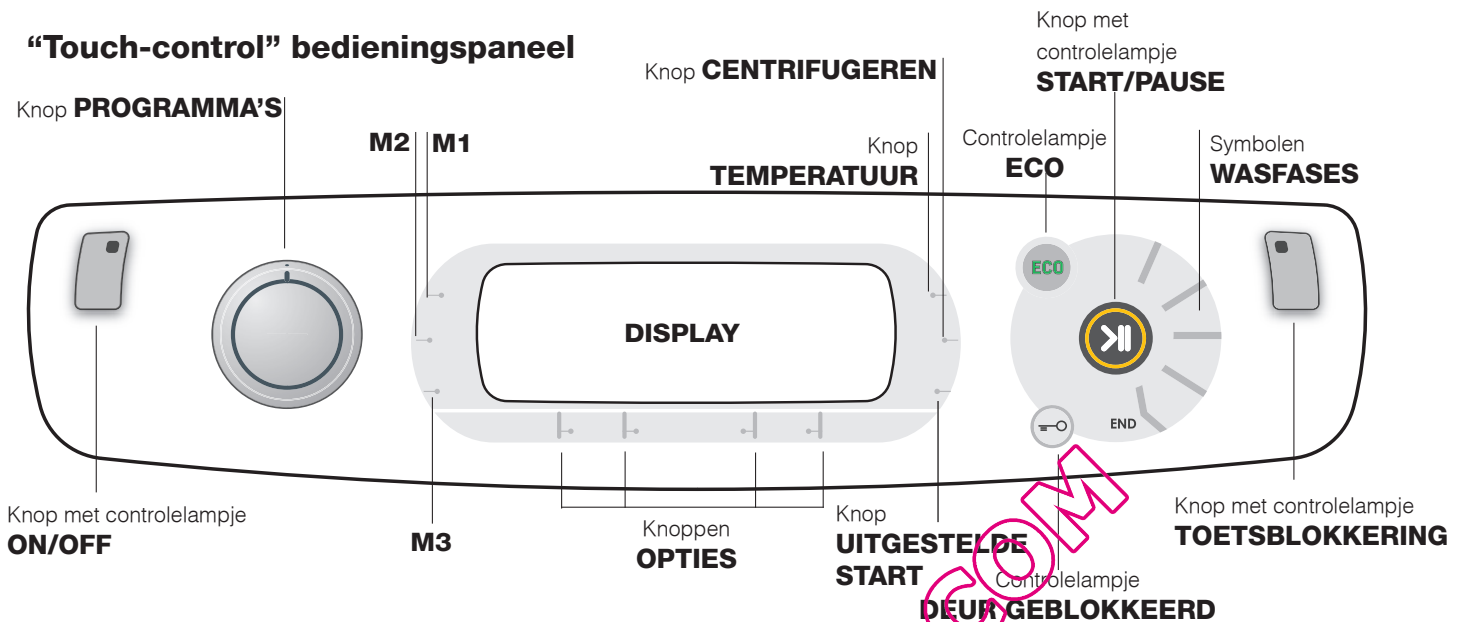 “Touch-control” bedieningspaneel
Knop PROGRAMMA’S
M2 M1
Knop CENTRIFUGEREN
Knop
TEMPERATUUR
Knop met
controlelampje
START/PAUSE
Controlelampje
ECO
Symbolen
WASFASES
ECO
DISPLAY
END
Knop met controlelampje
ON/OFF
M3
Knoppen
OPTIES
Knop
UITGESTELDE
START
Controlelampje
DEUR GEBLOKKEERD
Knop met controlelampje
TOETSBLOKKERING
COM